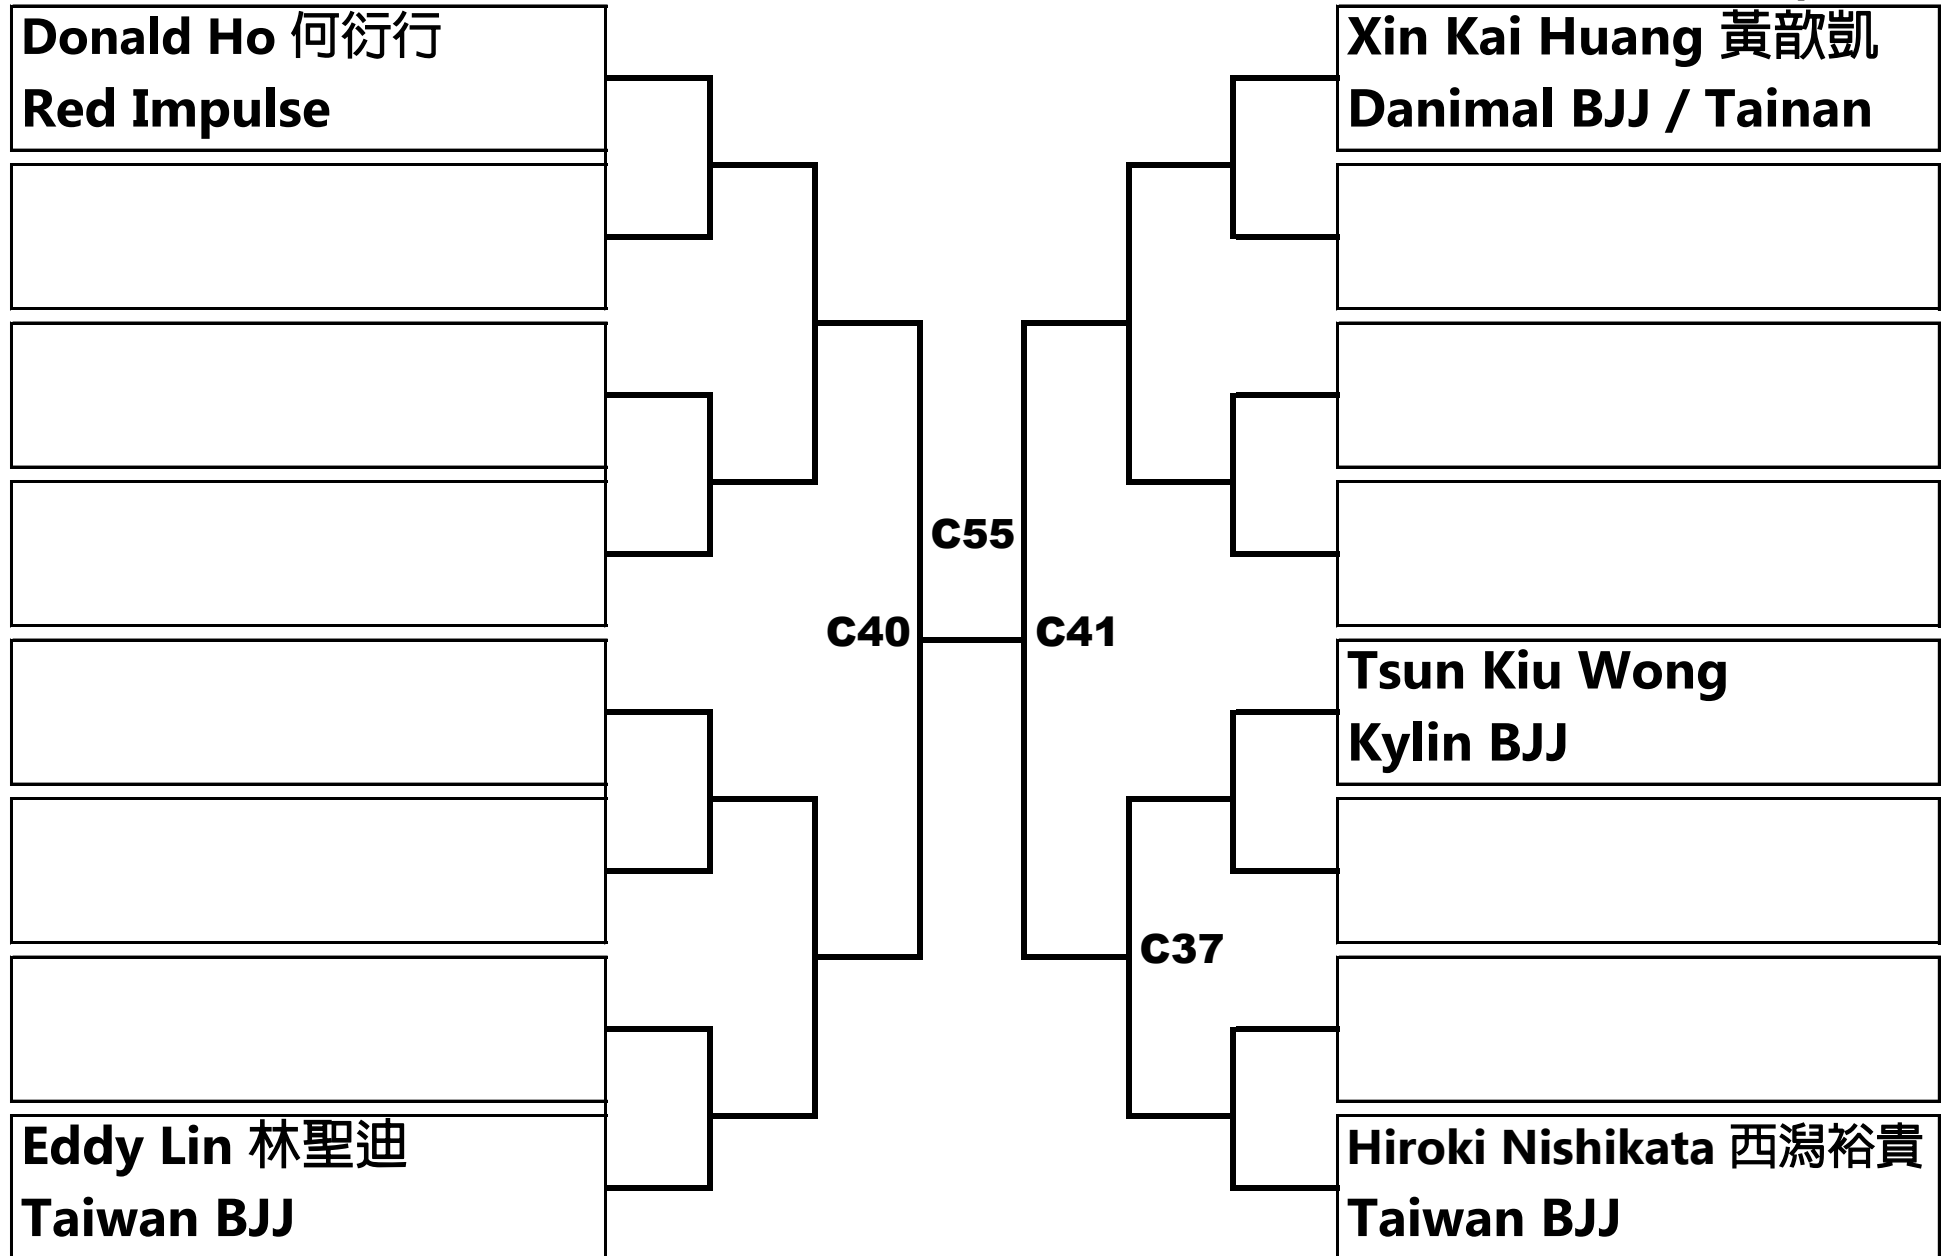 Donald Ho 何衍行
Red Impulse
Xin Kai Huang 黃歆凱
Danimal BJJ / Tainan
C55
C40
C41
Tsun Kiu Wong
Kylin BJJ
C37
Eddy Lin 林聖迪
Taiwan BJJ
Hiroki Nishikata 西潟裕貴
Taiwan BJJ